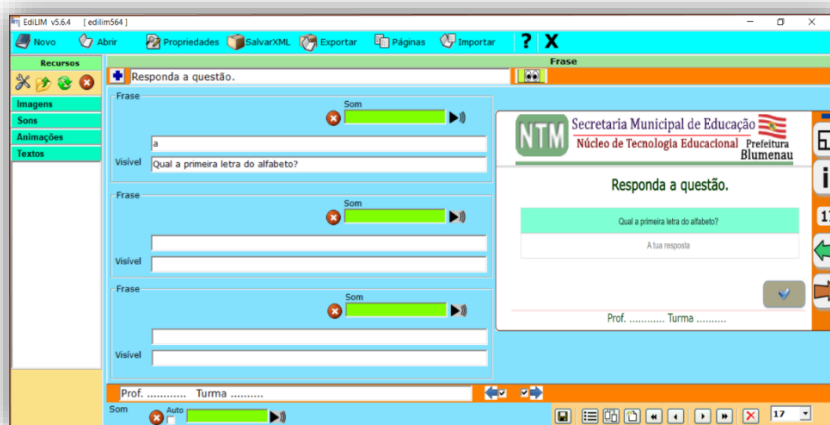 EdiLIM v5.6.4 [ edilim564 ]
Novo Abrir Propriedades SalvarXML Exportar Páginas Importar ? X
Recursos
Frase
Responda a questão.
Imagens
Sons
Animações
Textos
Frase
Som
a
Visível Qual a primeira letra do alfabeto?
Frase
Som
Visível
Frase
Som
Visível
Prof. ............ Turma ..........
Som Auto
17
NTM
Secretaria Municipal de Educação
Núcleo de Tecnologia Educacional
Prefeitura
Blumenau
Responda a questão.
Qual a primeira letra do alfabeto?
A tua resposta
Prof. ............ Turma ..........
i